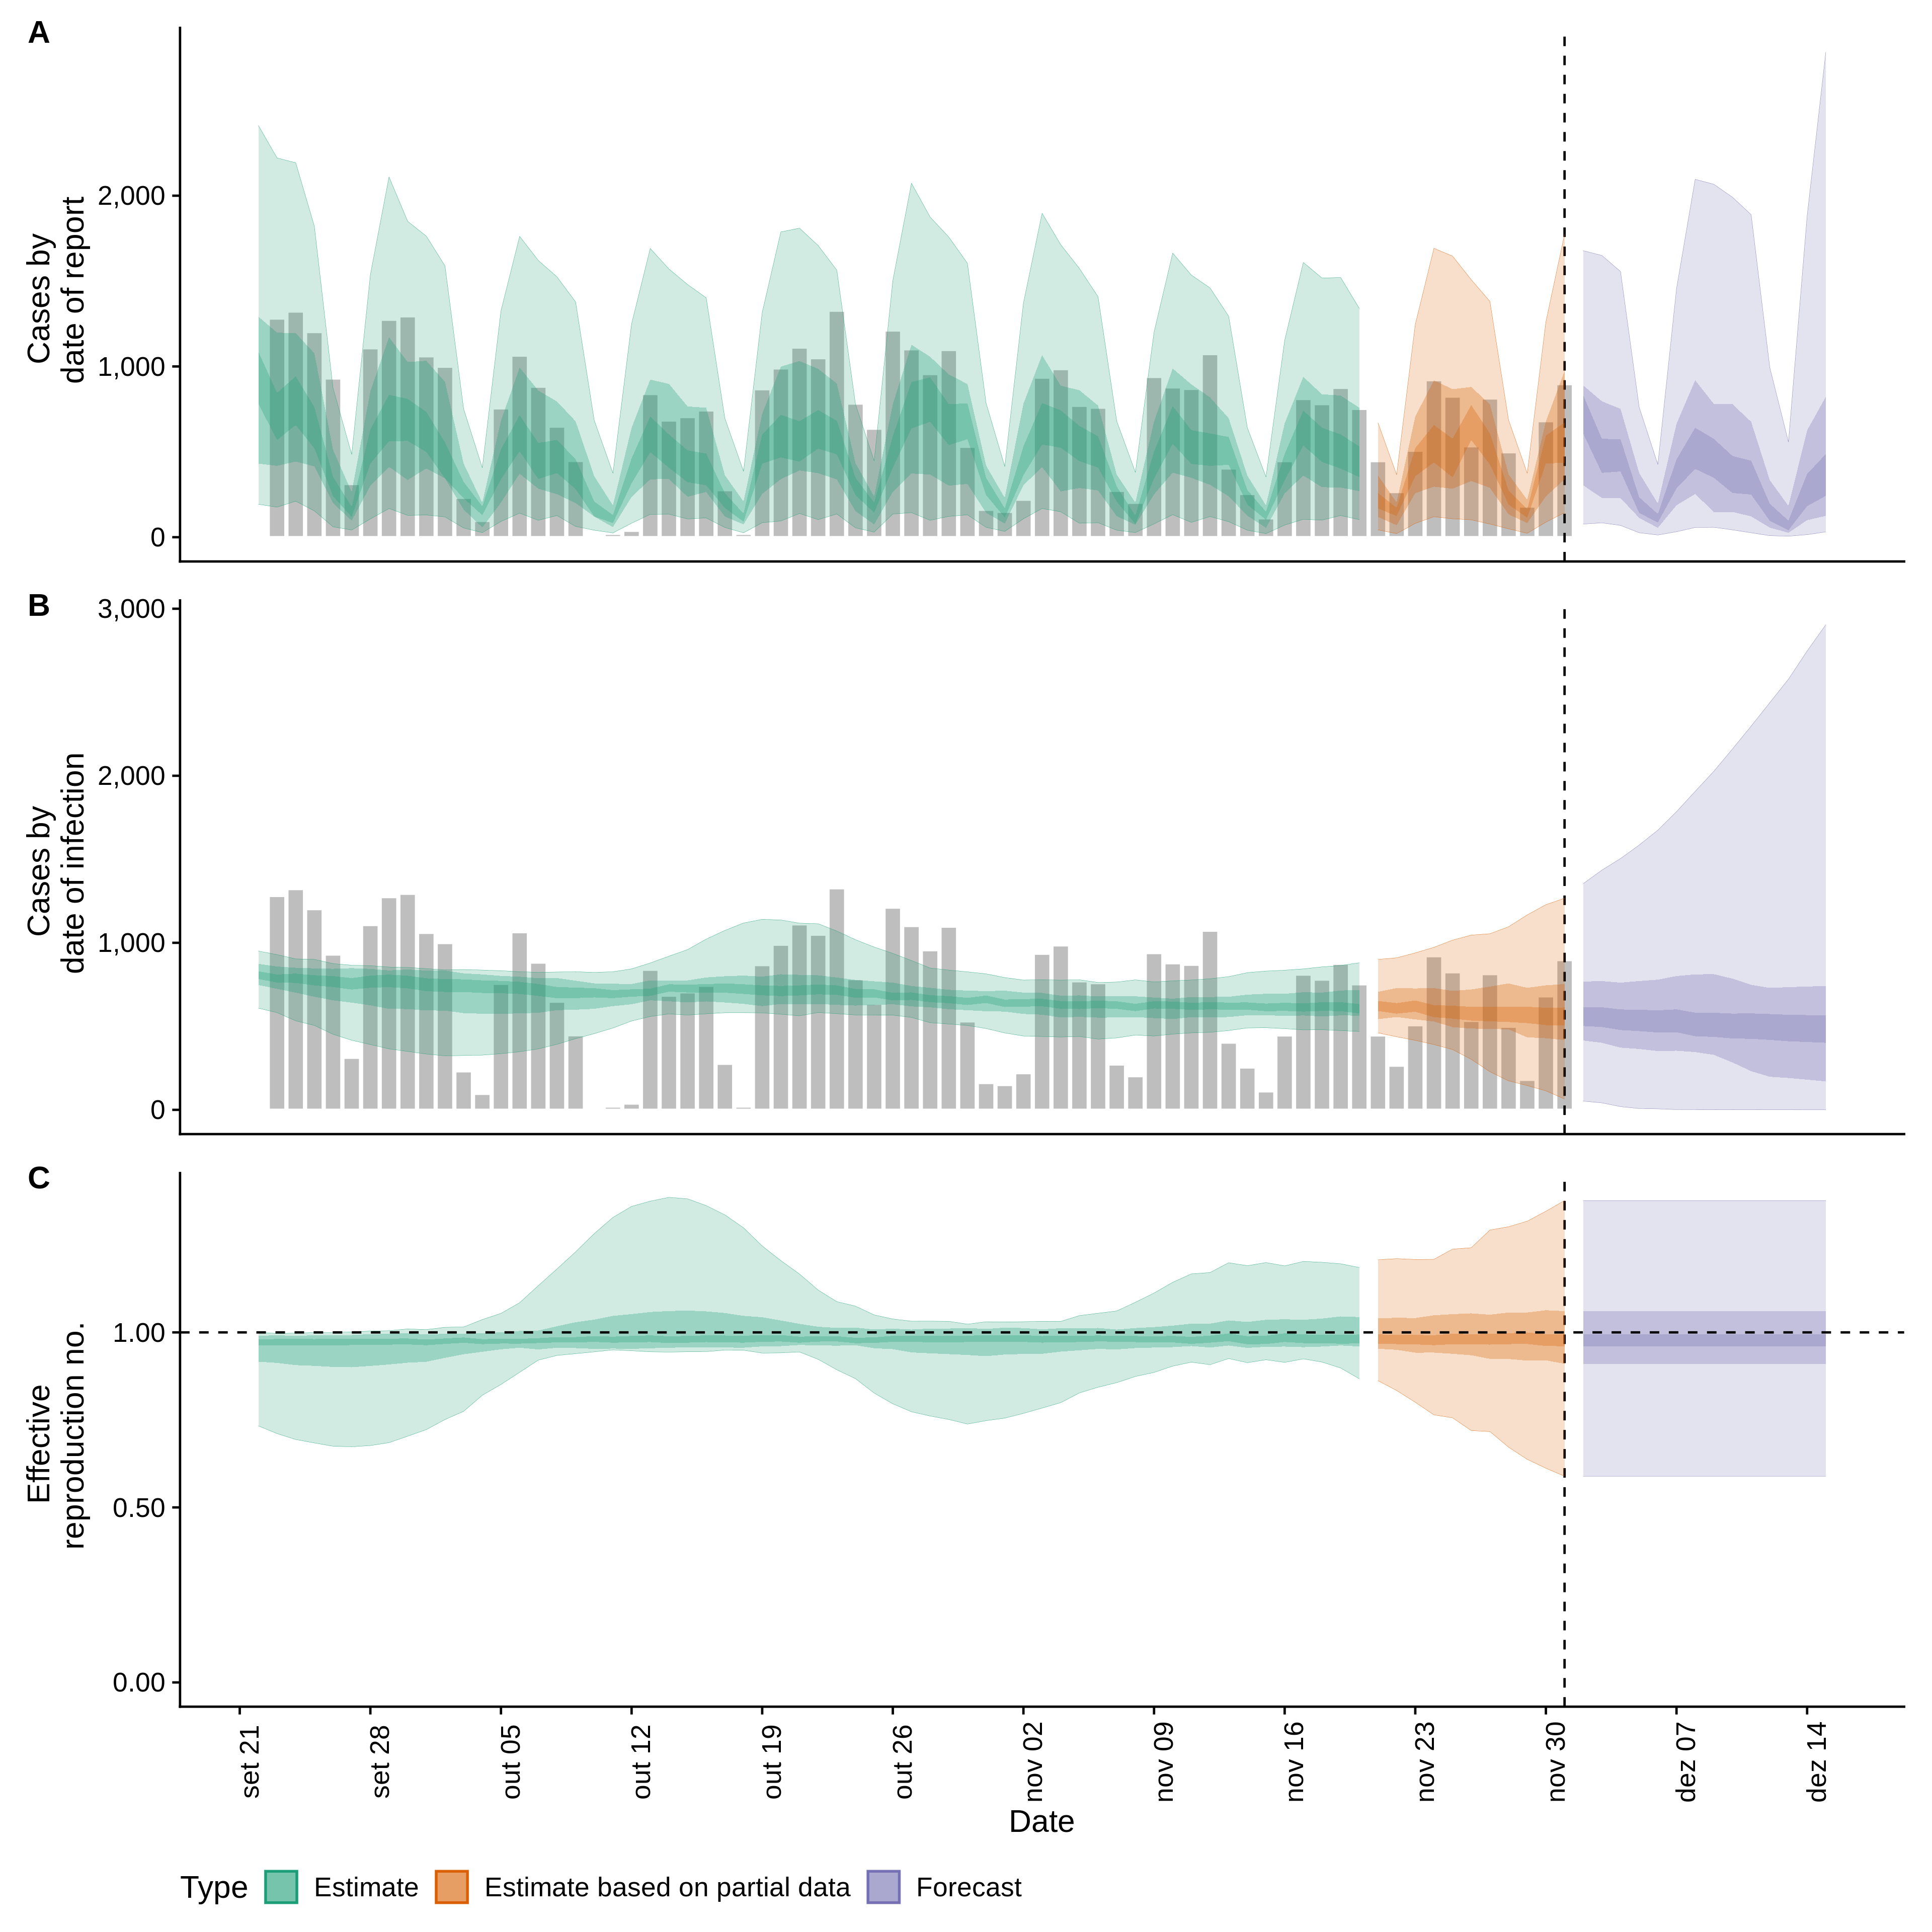 A
Cases by
date of report
2,000
1,000
0
B
Cases by
date of infection
3,000
2,000
1,000
0
C
Effective
reproduction no.
1.00
0.50
0.00
set 21
set 28
out 05
out 12
out 19
out 26
nov 02
nov 09
nov 16
nov 23
nov 30
dez 07
dez 14
Date
Type
Estimate
Estimate based on partial data
Forecast